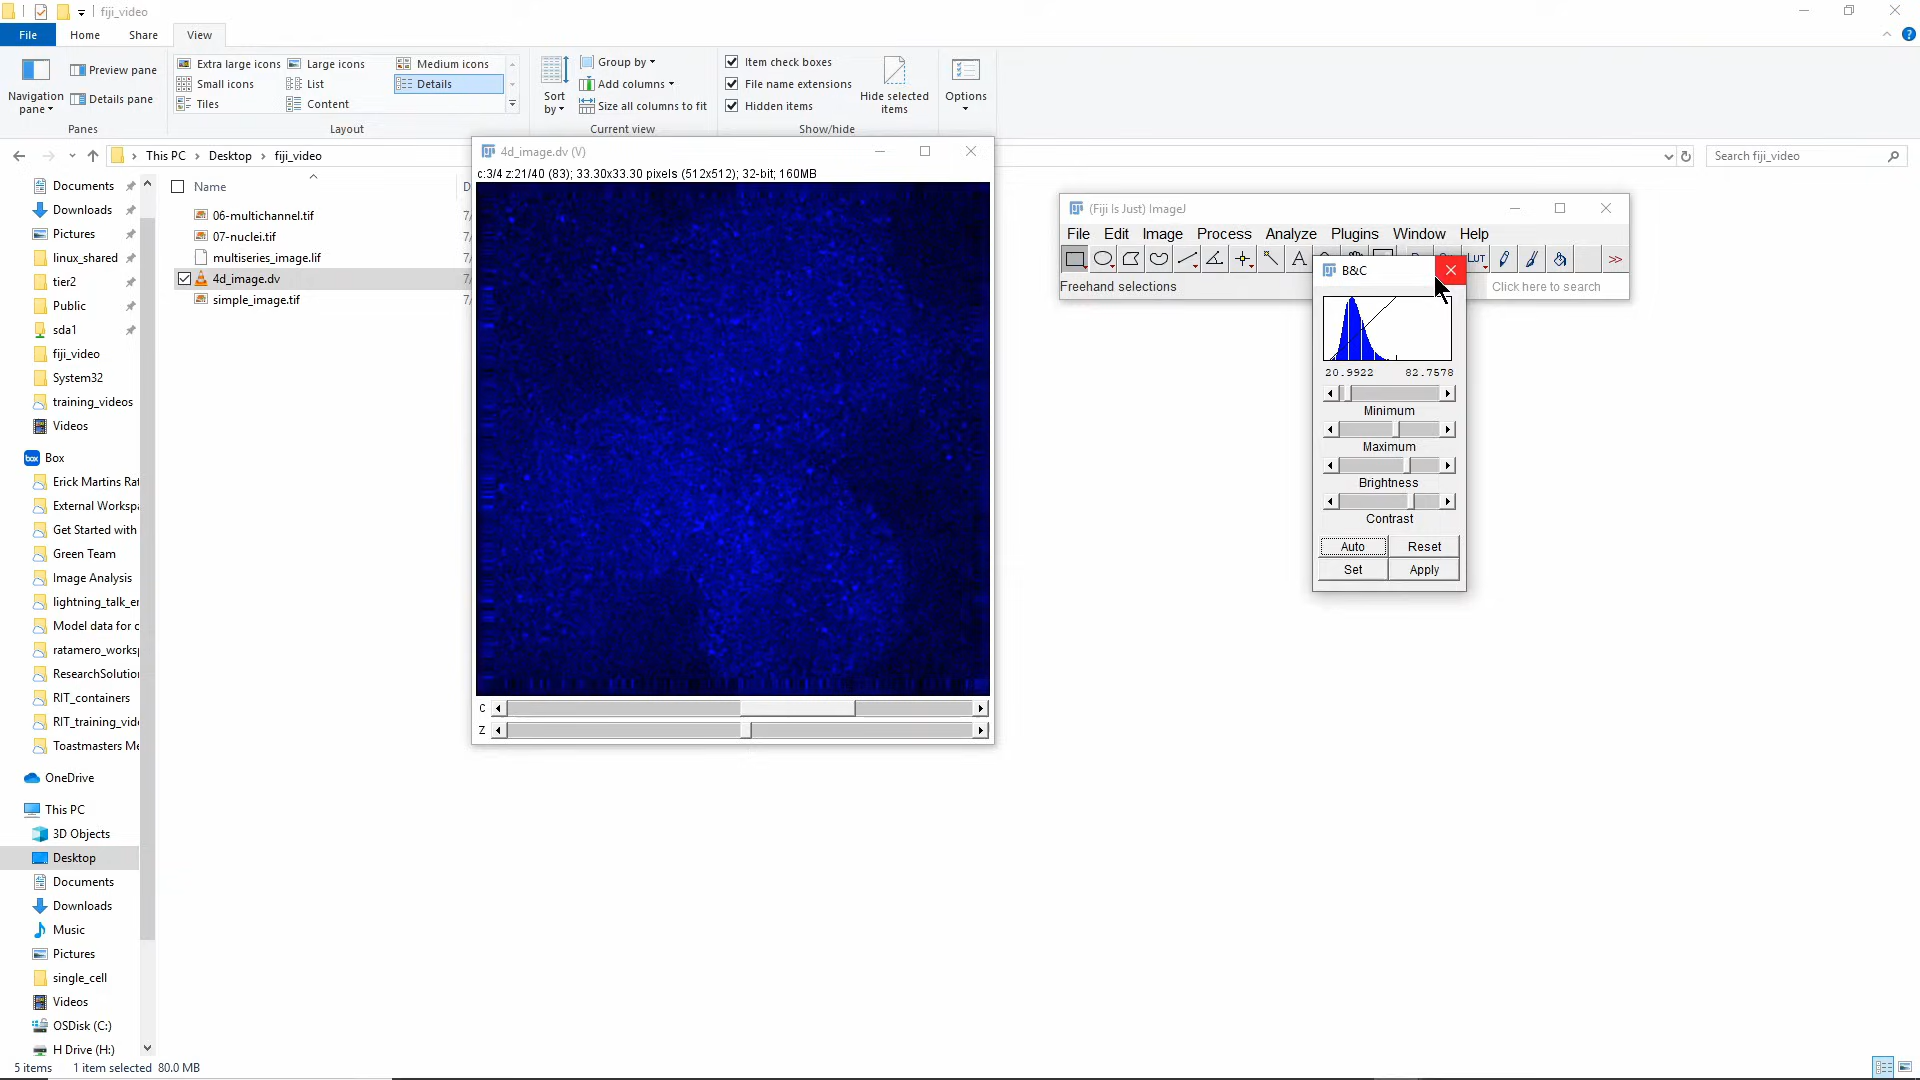 fiji_video
File
Home
Share
View
Navigation pane
Preview pane
Details pane
Panes
Extra large icons
Large icons
Medium icons
Small icons
List
Details
Tiles
Content
Layout
Sort by
Group by
Add columns
Size all columns to fit
Current view
Item check boxes
File name extensions
Hidden items
Hide selected items
Show/hide
Options
This PC
Desktop
fiji_video
Search fiji_video
Documents
Downloads
Pictures
linux_shared
tier2
Public
sda1
fiji_video
System32
training_videos
Videos
box
Box
Erick Martins Rat
External Workspa
Get Started with
Green Team
Image Analysis
lightning_talk_er
Model data for c
ratamero_worksp
ResearchSolution
RIT_containers
RIT_training_vide
Toastmasters Me
OneDrive
This PC
3D Objects
Desktop
Documents
Downloads
Music
Pictures
single_cell
Videos
OSDisk (C:)
H Drive (H:)
Name
06-multichannel.tif
07-nuclei.tif
multiseries_image.lif
4d_image.dv
simple_image.tif
7/
7/
7/
4d_image.dv (V)
c:3/4 z:21/40 (83); 33.30x33.30 pixels (512x512); 32-bit; 160MB
C
Z
(Fiji Is Just) ImageJ
File Edit Image Process Analyze Plugins Window Help
A
LUT
>>
Freehand selections
Click here to search
B&C
20.9922 82.7578
Minimum
Maximum
Brightness
Contrast
Auto
Reset
Set
Apply
5 items
1 item selected 80.0 MB